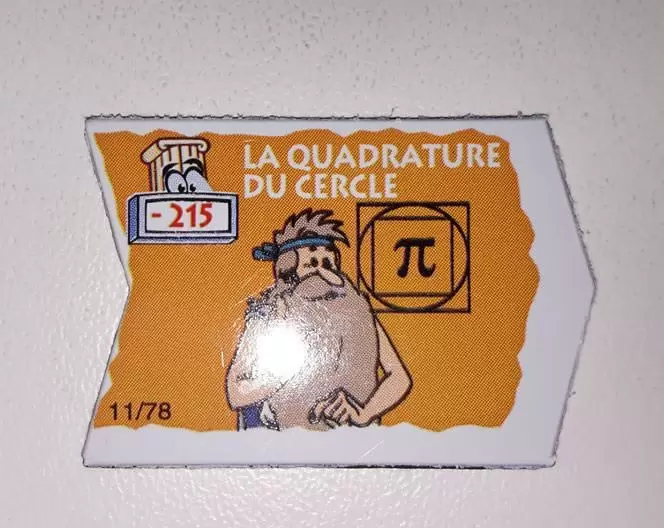 LA QUADRATURE
DU CERCLE
- 215
π
11/78